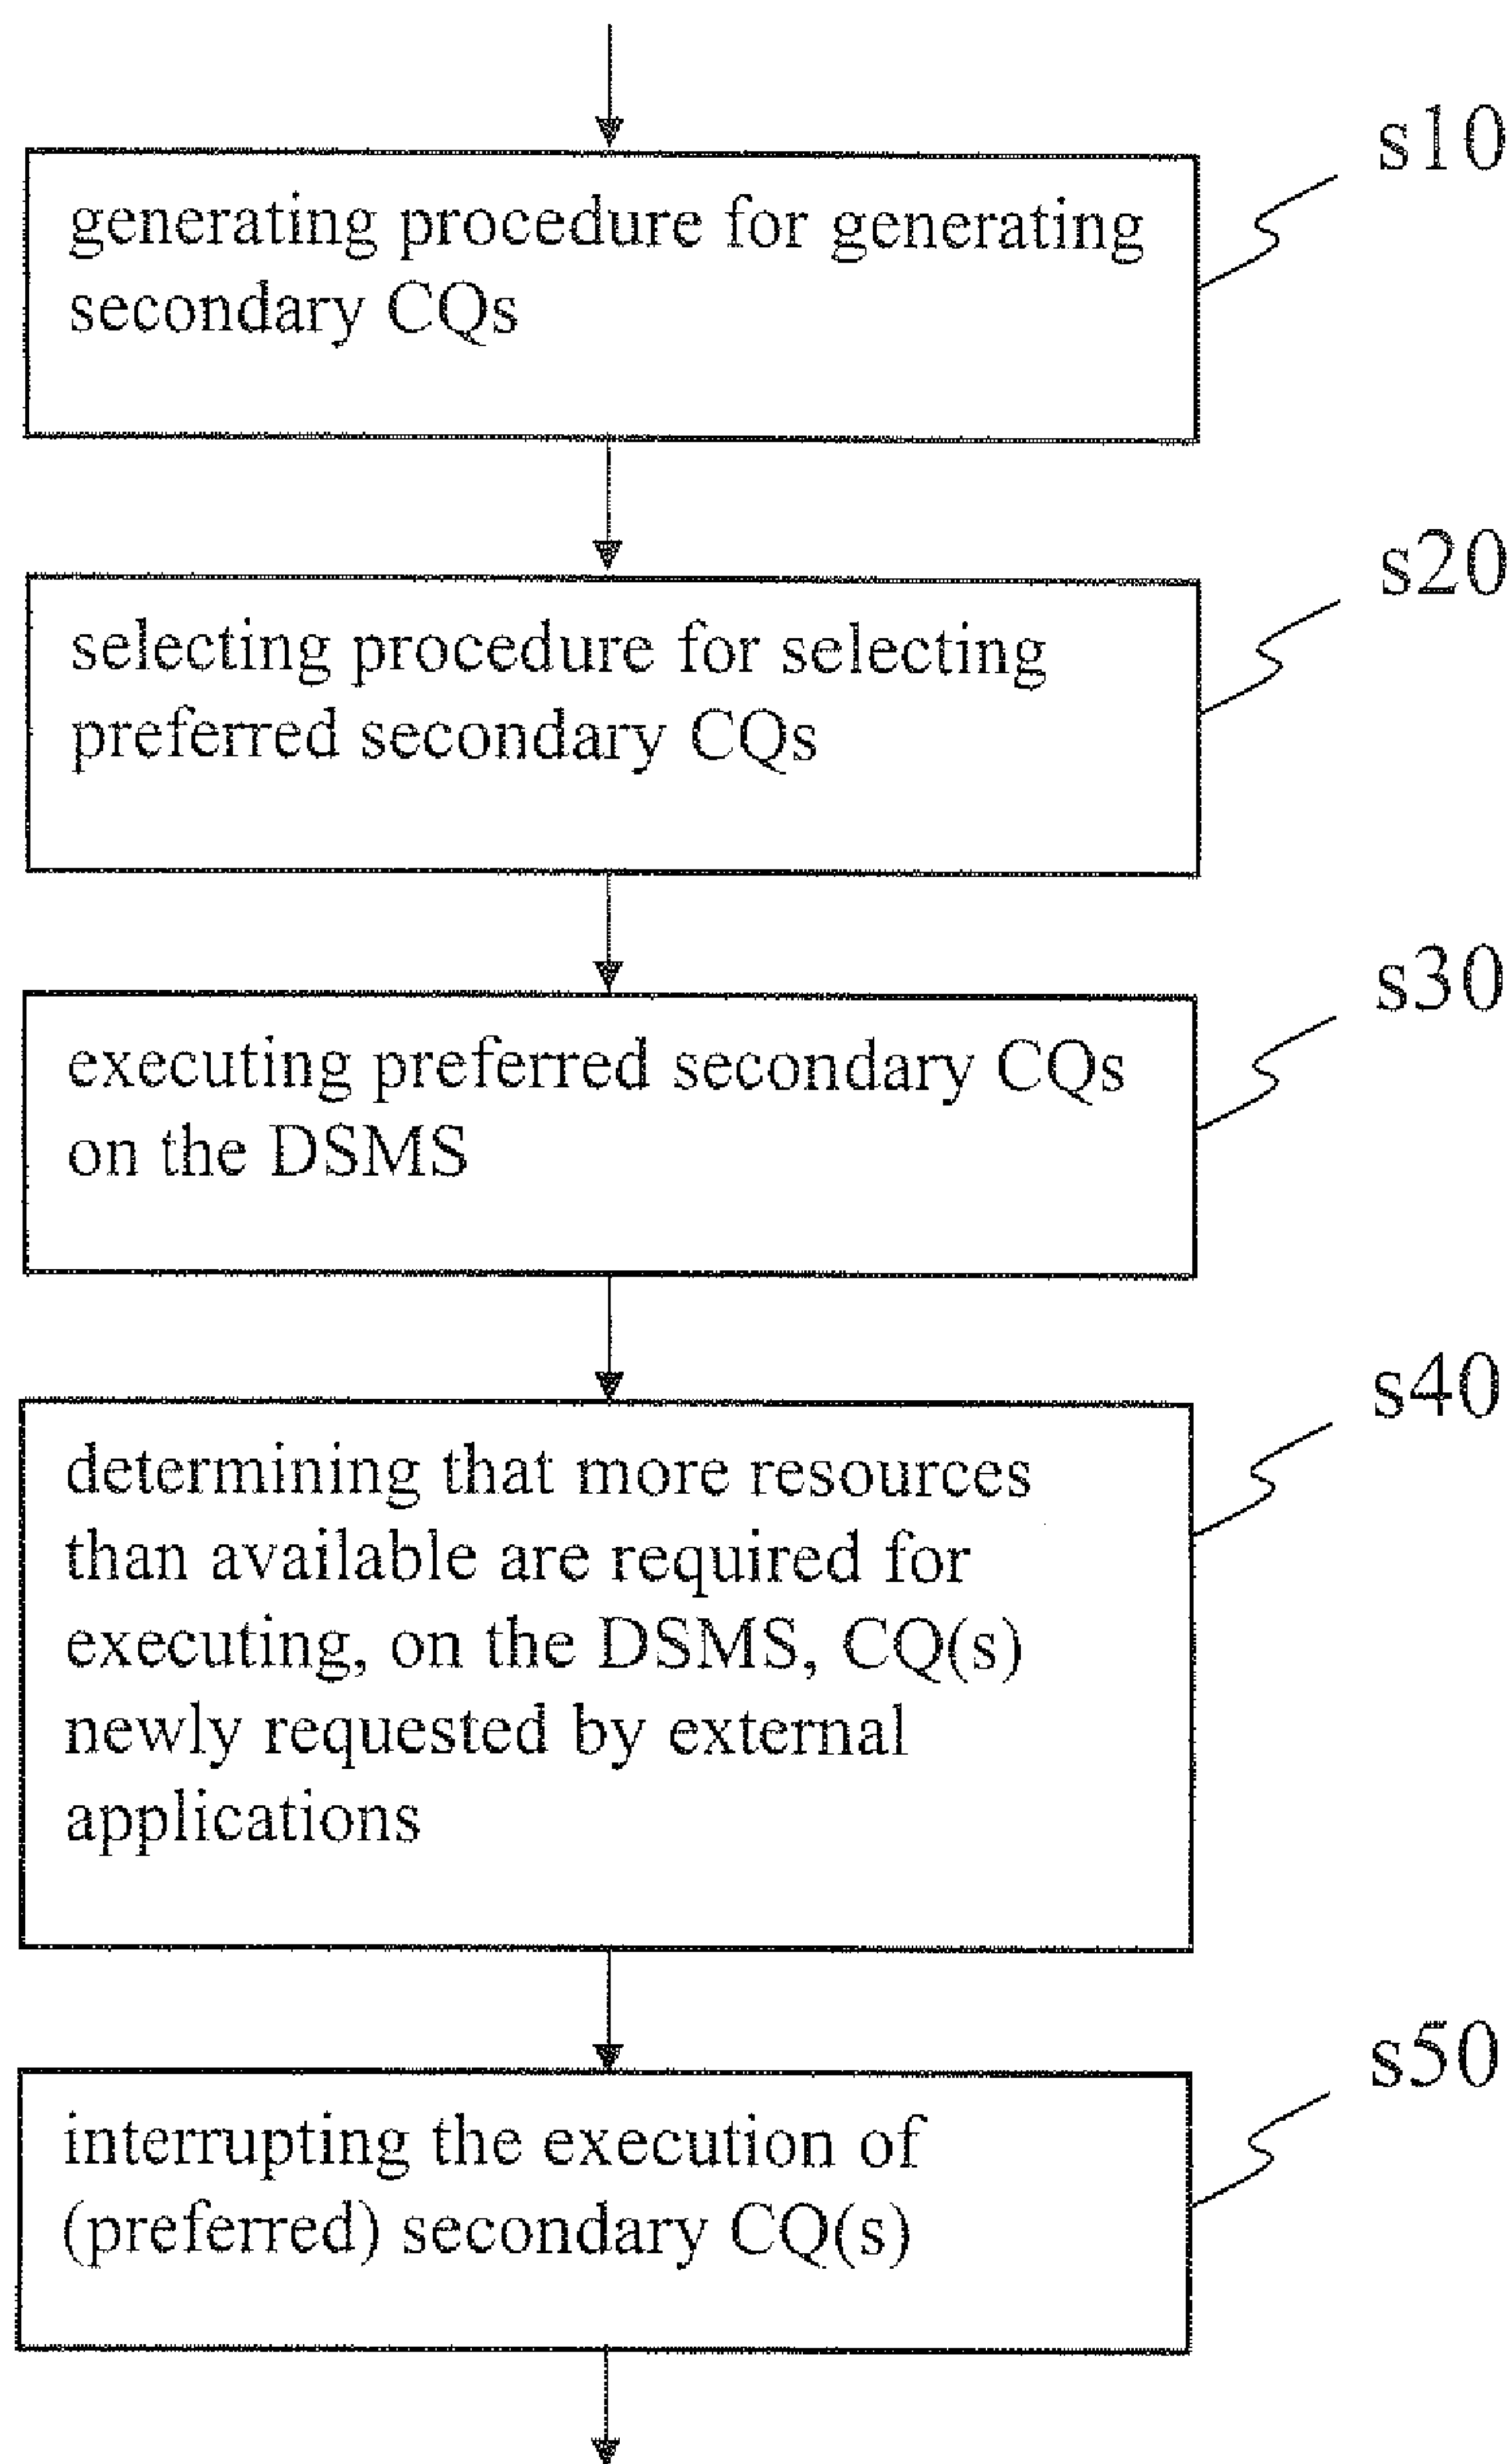 s10
generating procedure for generating
secondary CQs
s20
selecting procedure for selecting
preferred secondary CQs
s30
executing preferred secondary CQs
on the DSMS
s40
determining that more resources
than available are required for
executing, on the DSMS, CQ(s)
newly requested by external
applications
s50
interrupting the execution of
(preferred) secondary CQ(s)